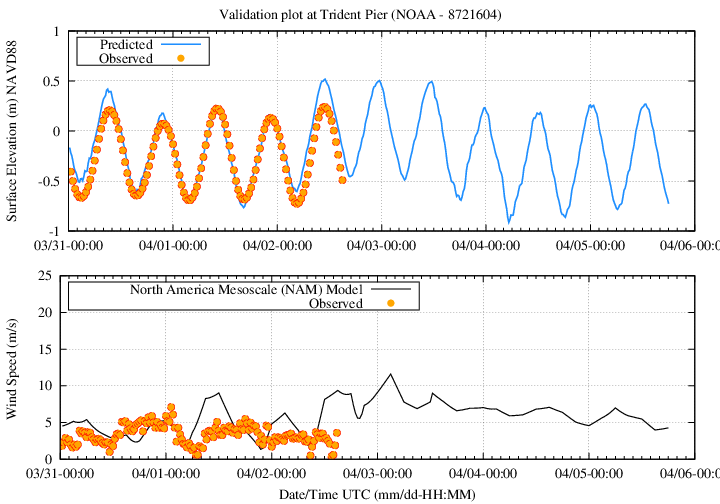 Validation plot at Trident Pier (NOAA - 8721604)
Surface Elevation (m) NAVD88
Predicted
Observed
1
0.5
0
-0.5
-1
03/31-00:00 04/01-00:00 04/02-00:00 04/03-00:00 04/04-00:00 04/05-00:00 04/06-00:00
Wind Speed (m/s)
North America Mesoscale (NAM) Model
Observed
25
20
15
10
5
0
03/31-00:00 04/01-00:00 04/02-00:00 04/03-00:00 04/04-00:00 04/05-00:00 04/06-00:00
Date/Time UTC (mm/dd-HH:MM)